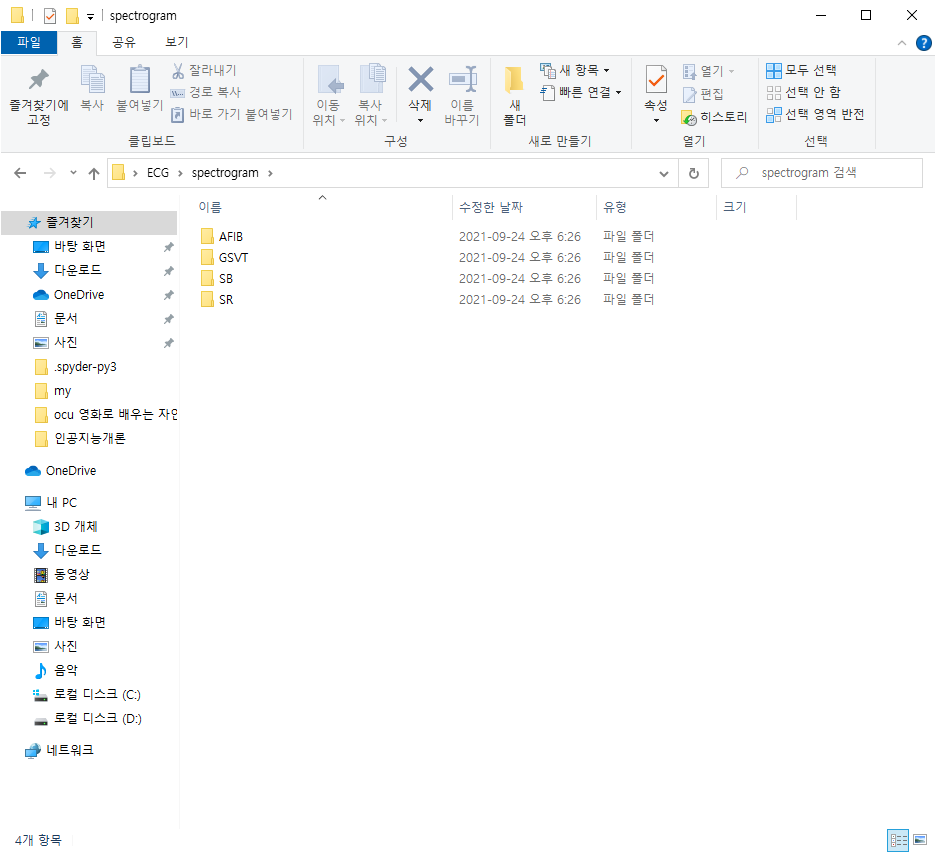 spectrogram
파일 홈 공유 보기
즐겨찾기에 고정
복사
붙여넣기
잘라내기
경로 복사
바로 가기 붙여넣기
클립보드
이동 위치
복사 위치
삭제
이름 바꾸기
구성
새 폴더
새 항목
빠른 연결
새로 만들기
속성
열기
편집
히스토리
열기
모두 선택
선택 안 함
선택 영역 반전
선택
ECG > spectrogram >
spectrogram 검색
이름 수정한 날짜 유형 크기
AFIB 2021-09-24 오후 6:26 파일 폴더
GSVT 2021-09-24 오후 6:26 파일 폴더
SB 2021-09-24 오후 6:26 파일 폴더
SR 2021-09-24 오후 6:26 파일 폴더
즐겨찾기
바탕 화면
다운로드
OneDrive
문서
사진
.spyder-py3
my
ocu 영화로 배우는 자연
인공지능개론
OneDrive
내 PC
3D 개체
다운로드
동영상
문서
바탕 화면
사진
음악
로컬 디스크 (C:)
로컬 디스크 (D:)
네트워크
4개 항목